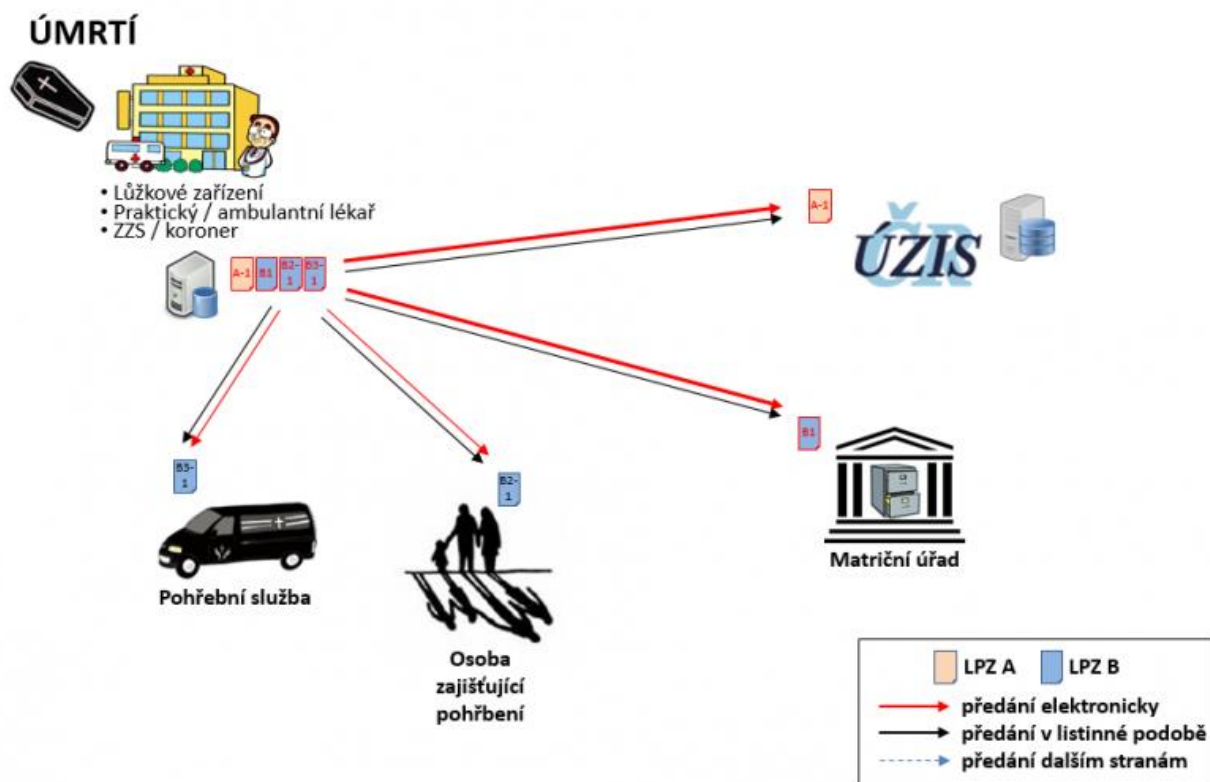 ÚMRTÍ
• Lůžkové zařízení
• Praktický / ambulantní lékař
• ZZS / koroner
A-1 B1 B2-1 B3-1
A-1
ÚZIS ČR
B1
Matriční úřad
B3-1
Pohřební služba
B2-1
Osoba
zajišťující
pohřbení
LPZ A LPZ B
předání elektronicky
předání v listinné podobě
předání dalším stranám